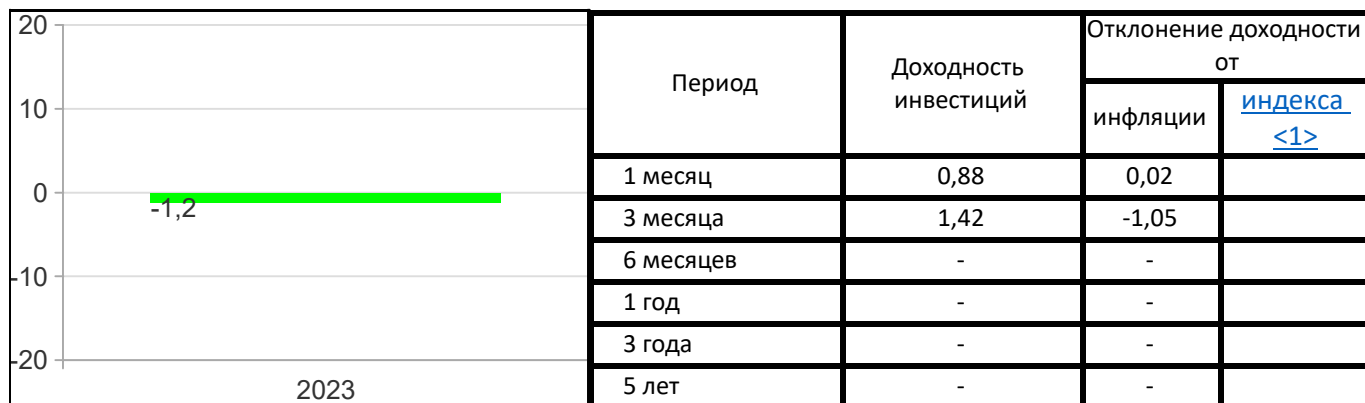 20
10
0
-10
-20
-1,2
2023
Период
Доходность
инвестиций
Отклонение доходности
от
инфляции
индекса
<1>
1 месяц 0,88 0,02
3 месяца 1,42 -1,05
6 месяцев - -
1 год - -
3 года - -
5 лет - -